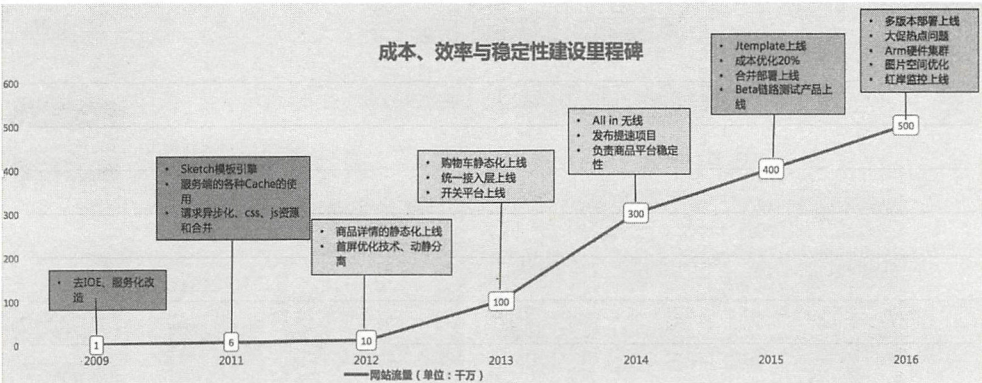 成本、效率与稳定性建设里程碑
600
500
400
300
200
100
0
• 去IOE、服务化改
造
• Sketch模板引擎
• 服务端的各种Cache的使
用
• 请求异步化、css、js资源
和合并
• 商品详情的静态化上线
• 首屏优化技术、动静分
离
• 购物车静态化上线
• 统一接入层上线
• 开关平台上线
• All in 无线
• 发布提速项目
• 负责商品平台稳定
性
• Jtemplate上线
• 成本优化20%
• 合并部署上线
• Beta链路测试产品上
线
• 多版本部署上线
• 大促热点问题
• Arm硬件集群
• 图片空间优化
• 红岸监控上线
1
6
10
100
300
400
500
2009
2011
2012
2013
2014
2015
2016
网站流量（单位：千万）